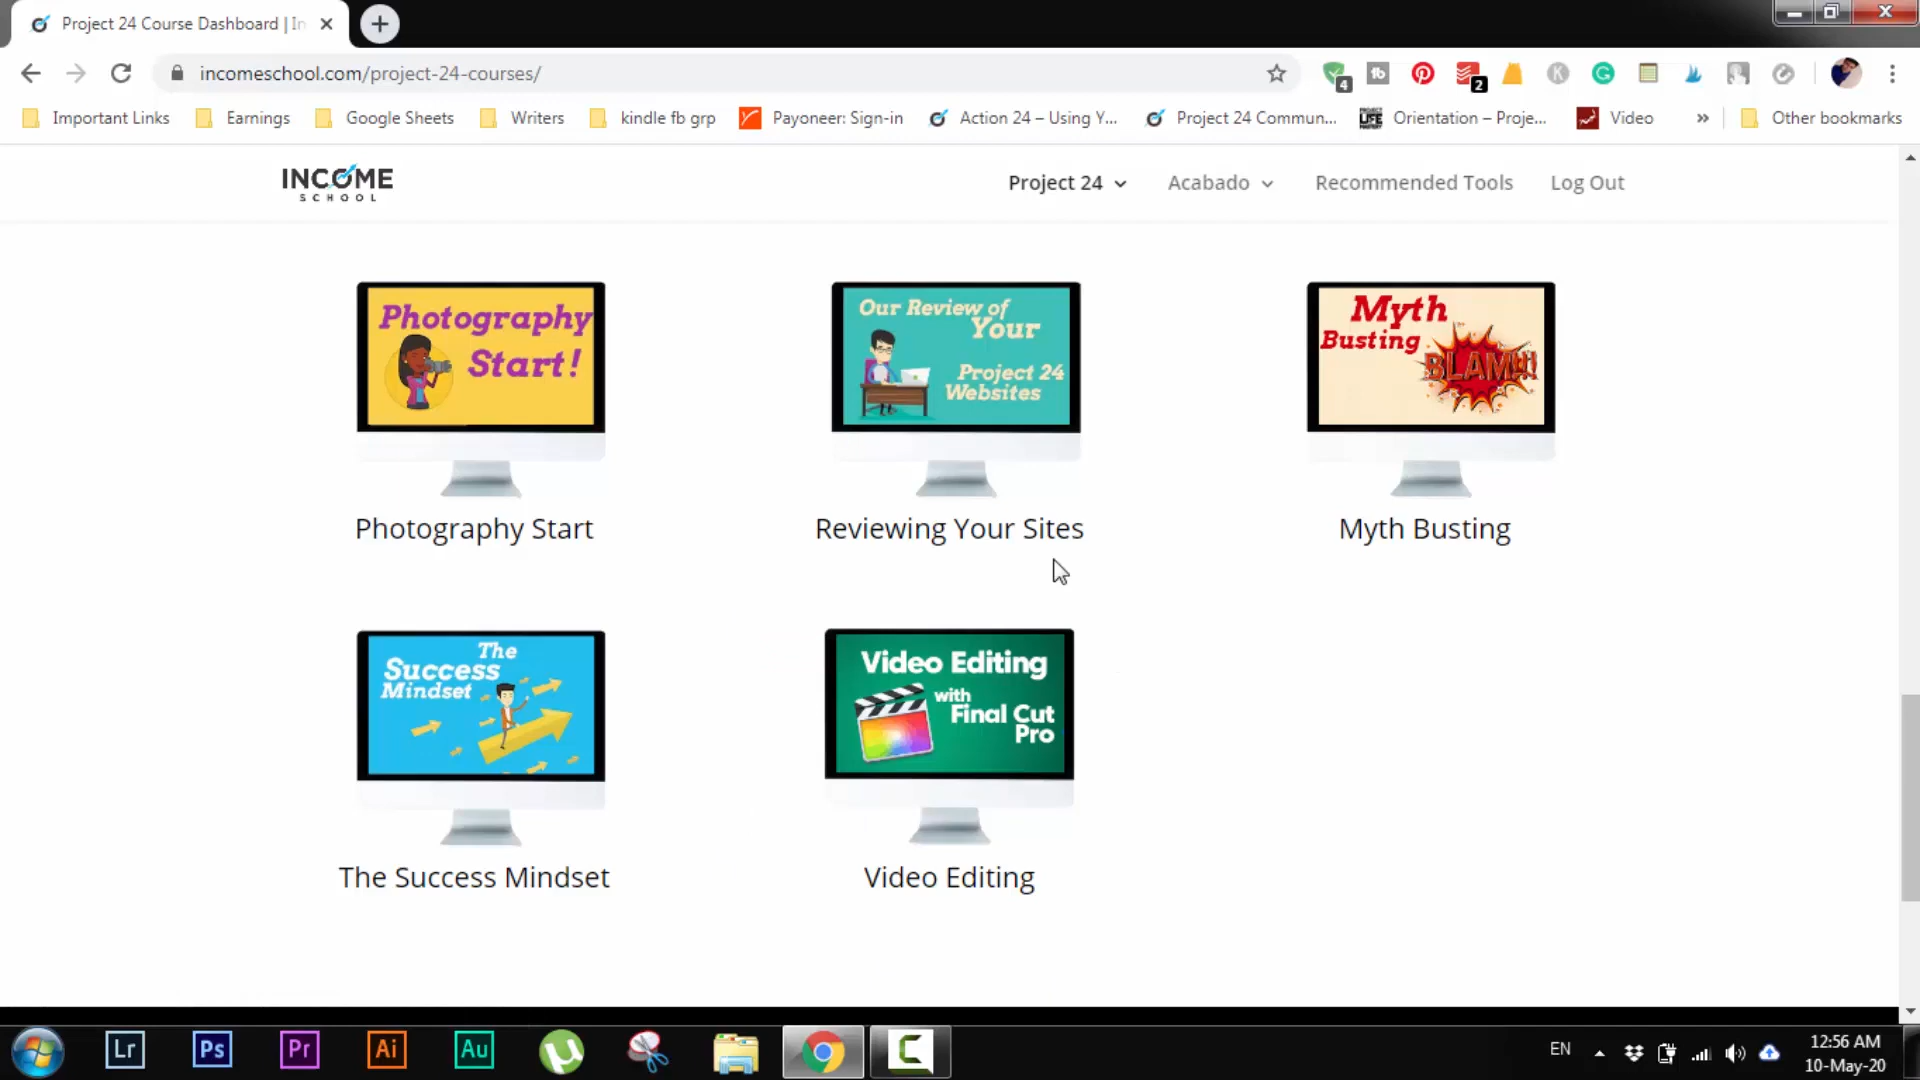 Project 24 Course Dashboard | In
incomeschool.com/project-24-courses/
4
2
Important Links
Earnings
Google Sheets
Writers
kindle fb grp
Payoneer: Sign-in
Action 24 – Using Y...
Project 24 Commun...
Orientation – Proje...
Video
»
Other bookmarks
INCOME
SCHOOL
Project 24
Acabado
Recommended Tools
Log Out
Photography
Start!
Our Review of
Your
Project 24
Websites
Myth
Busting
BLAM!!
Photography Start
Reviewing Your Sites
Myth Busting
The
Success
Mindset
Video Editing
with
Final Cut
Pro
The Success Mindset
Video Editing
Lr
Ps
Pr
Ai
Au
EN
12:56 AM
10-May-20